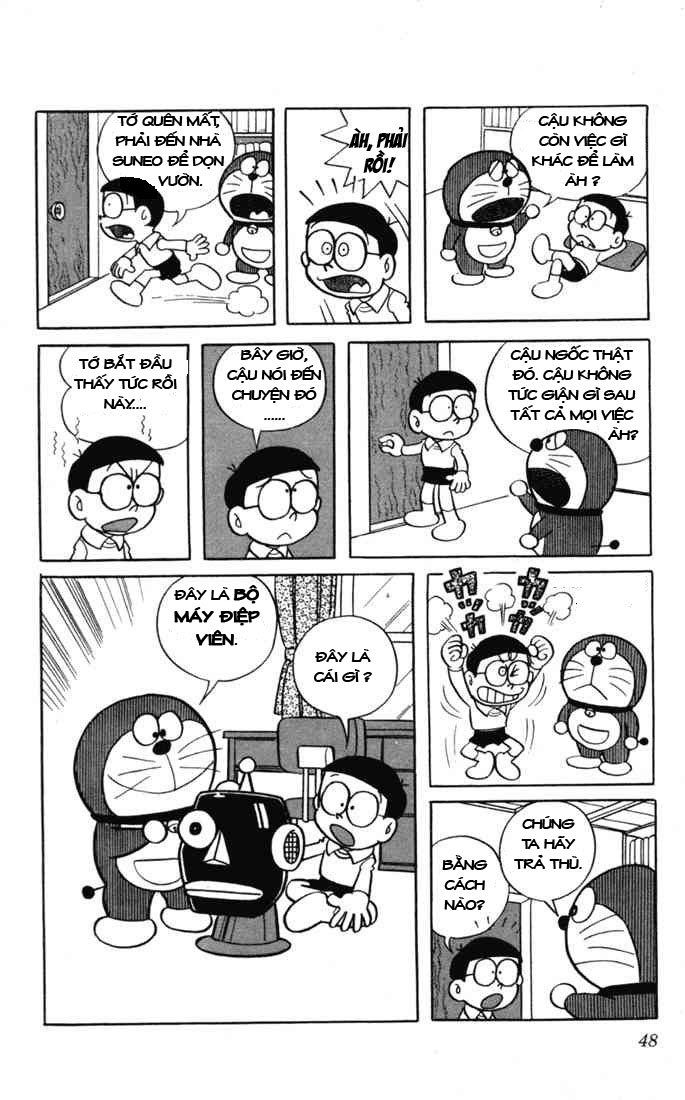 CẬU KHÔNG
CÒN VIỆC GÌ
KHÁC ĐỂ LÀM
ÀH ?
ÀH, PHẢI
RỒI!
TỚ QUÊN MẤT,
PHẢI ĐẾN NHÀ
SUNEO ĐỂ DỌN
VƯỜN.
CẬU NGỐC THẬT
ĐÓ. CẬU KHÔNG
TỨC GIẬN GÌ SAU
TẤT CẢ MỌI VIỆC
ÀH?
BÂY GIỜ,
CẬU NÓI ĐẾN
CHUYỆN ĐÓ
......
TỚ BẮT ĐẦU
THẤY TỨC RỒI
NÀY....
CHÚNG
TA HÃY
TRẢ THÙ.
BẰNG
CÁCH
NÀO?
ĐÂY LÀ
CÁI GÌ ?
ĐÂY LÀ BỘ
MÁY ĐIỆP
VIÊN.
48